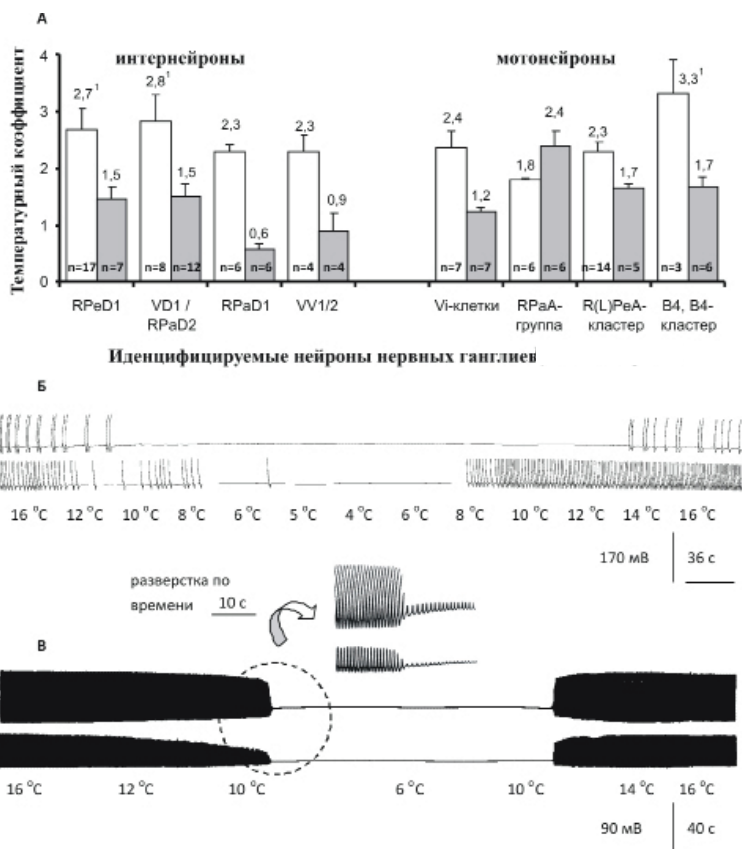 А
интернейроны мотонейроны
Температурный коэффициент
4
3
2
1
0
2,7¹ 1,5 2,8¹ 1,5 2,3 0,6 2,3 0,9 2,4 1,2 1,8 2,4 2,3 1,7 3,3¹ 1,7
n=17 n=7 n=8 n=12 n=6 n=6 n=4 n=4 n=7 n=7 n=6 n=6 n=14 n=5 n=3 n=6
RPeD1 VD1 / RPaD1 VV1/2 Vi-клетки RPaA- R(L)PeA- B4, B4-
RPaD2 группа кластер кластер
Иденцифицируемые нейроны нервных ганглиев
Б
16 °C 12 °C 10 °C 8 °C 6 °C 5 °C 4 °C 6 °C 8 °C 10 °C 12 °C 14 °C 16 °C
170 мВ 36 с
разверстка по
времени 10 с
В
16 °C 12 °C 10 °C 6 °C 10 °C 14 °C 16 °C
90 мВ 40 с